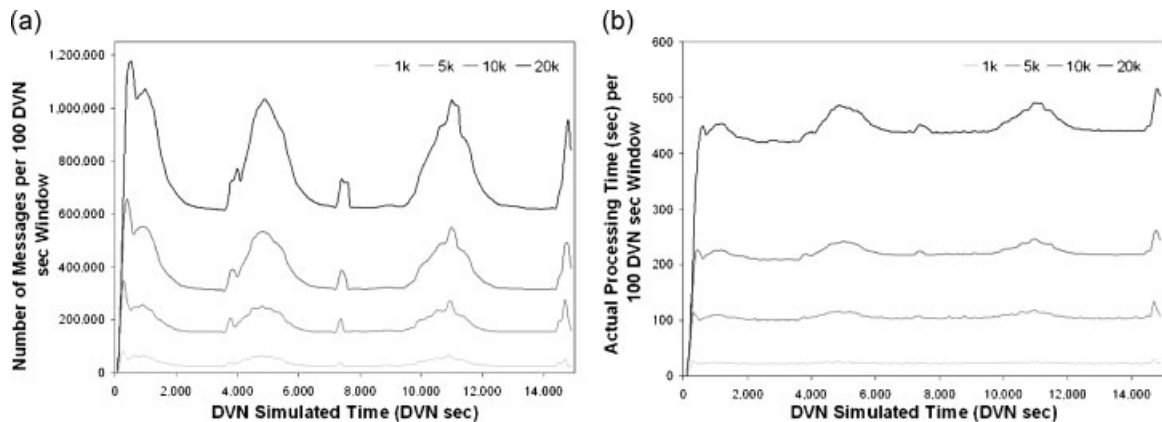 (a)
Number of Messages per 100 DVN
sec Window
1,200.000
1,000.000
800.000
600.000
400.000
200.000
0
1k 5k 10k 20k
0 2.000 4.000 6.000 8.000 10.000 12.000 14.000
DVN Simulated Time (DVN sec)
(b)
Actual Processing Time (sec) per
100 DVN sec Window
600
500
400
300
200
100
0
1k 5k 10k 20k
0 2.000 4.000 6.000 8.000 10.000 12.000 14.000
DVN Simulated Time (DVN sec)